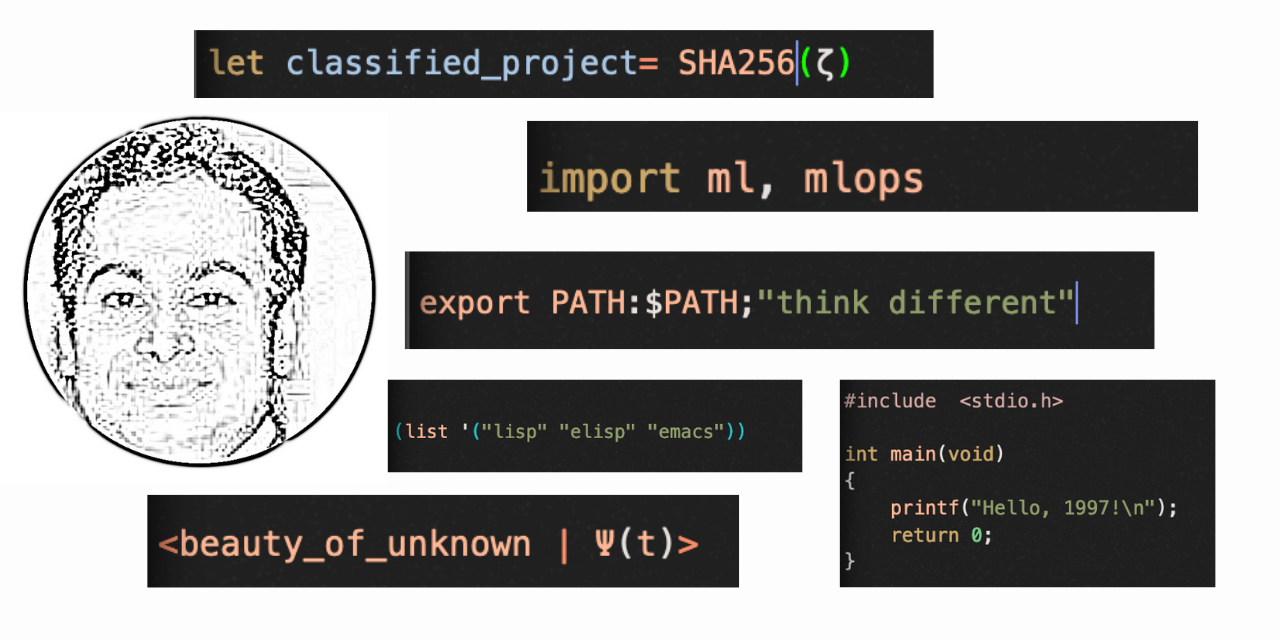 let classified_project= SHA256(ζ)
import ml, mlops
export PATH:$PATH;"think different"
(list '("lisp" "elisp" "emacs"))
#include  <stdio.h>
int main(void)
{
    printf("Hello, 1997!\n");
    return 0;
}
<beauty_of_unknown | Ψ(t)>